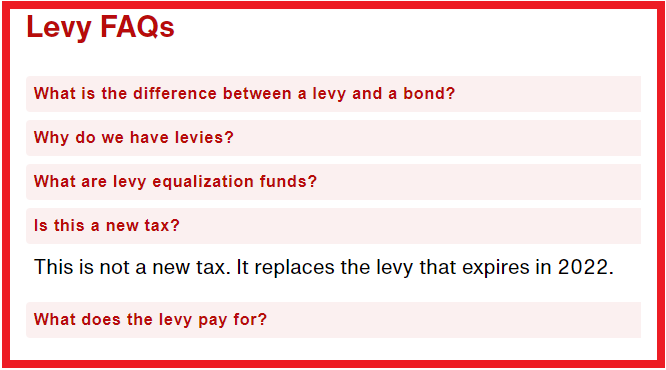 Levy FAQs
What is the difference between a levy and a bond?
Why do we have levies?
What are levy equalization funds?
Is this a new tax?
This is not a new tax. It replaces the levy that expires in 2022.
What does the levy pay for?